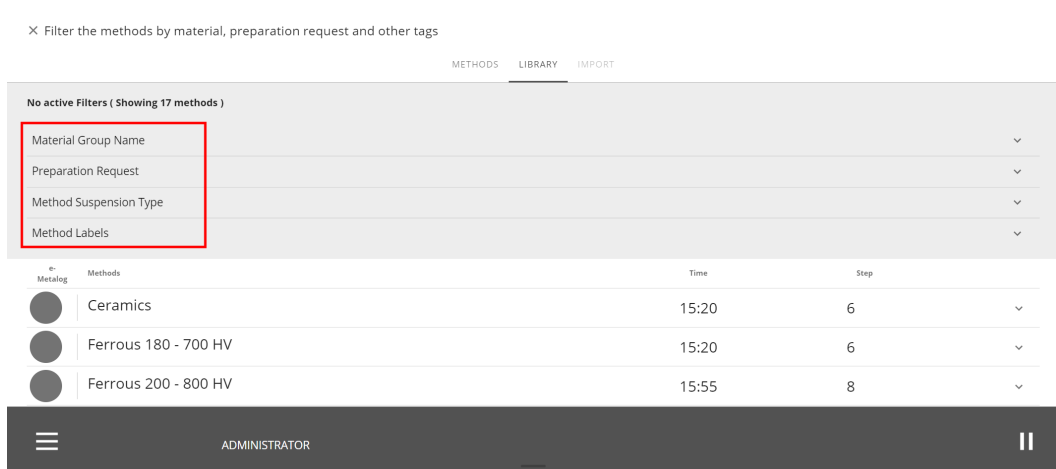 × Filter the methods by material, preparation request and other tags
METHODS LIBRARY IMPORT
No active Filters ( Showing 17 methods )
Material Group Name
Preparation Request
Method Suspension Type
Method Labels
e-
Metalog Methods Time Step
Ceramics 15:20 6
Ferrous 180 - 700 HV 15:20 6
Ferrous 200 - 800 HV 15:55 8
ADMINISTRATOR